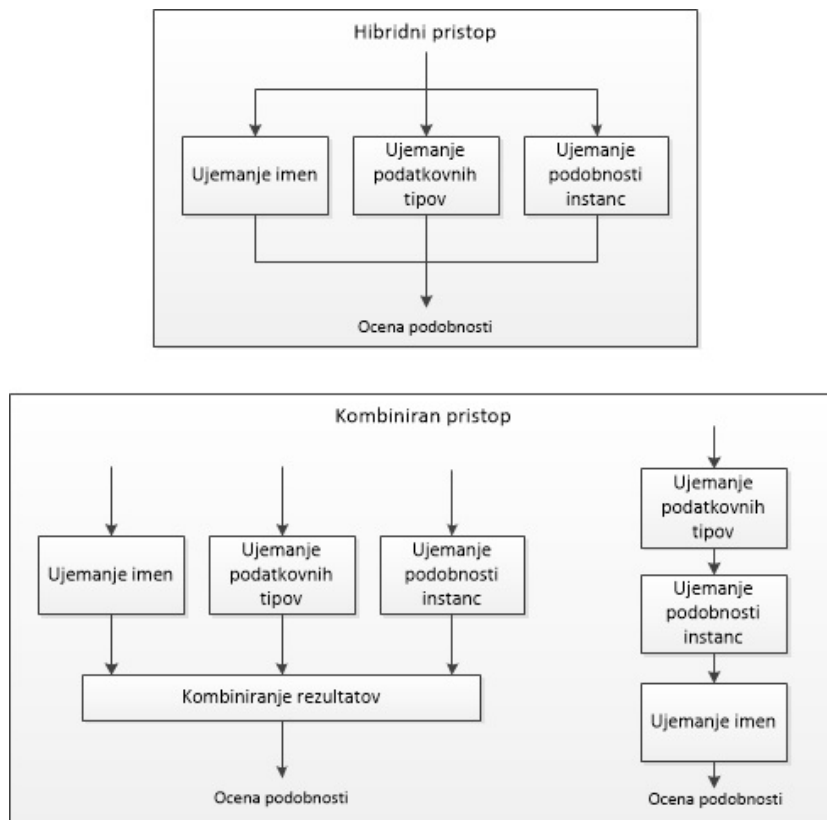 Hibridni pristop
Ujemanje imen
Ujemanje
podatkovnih
tipov
Ujemanje
podobnosti
instanc
Ocena podobnosti
Kombiniran pristop
Ujemanje imen
Ujemanje
podatkovnih
tipov
Ujemanje
podobnosti
instanc
Kombiniranje rezultatov
Ocena podobnosti
Ujemanje
podatkovnih
tipov
Ujemanje
podobnosti
instanc
Ujemanje imen
Ocena podobnosti